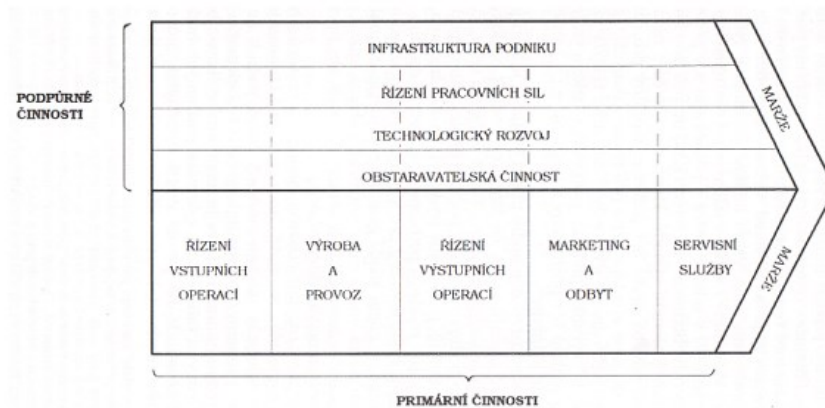 INFRASTRUKTURA PODNIKU
PODPŮRNÉ
ČINNOSTI
ŘÍZENÍ PRACOVNÍCH SIL
TECHNOLOGICKÝ ROZVOJ
OBSTARAVATELSKÁ ČINNOST
MARŽE
ŘÍZENÍ
VSTUPNÍCH
OPERACÍ
VÝROBA
A
PROVOZ
ŘÍZENÍ
VÝSTUPNÍCH
OPERACÍ
MARKETING
A
ODBYT
SERVISNÍ
SLUŽBY
MARŽE
PRIMÁRNÍ ČINNOSTI